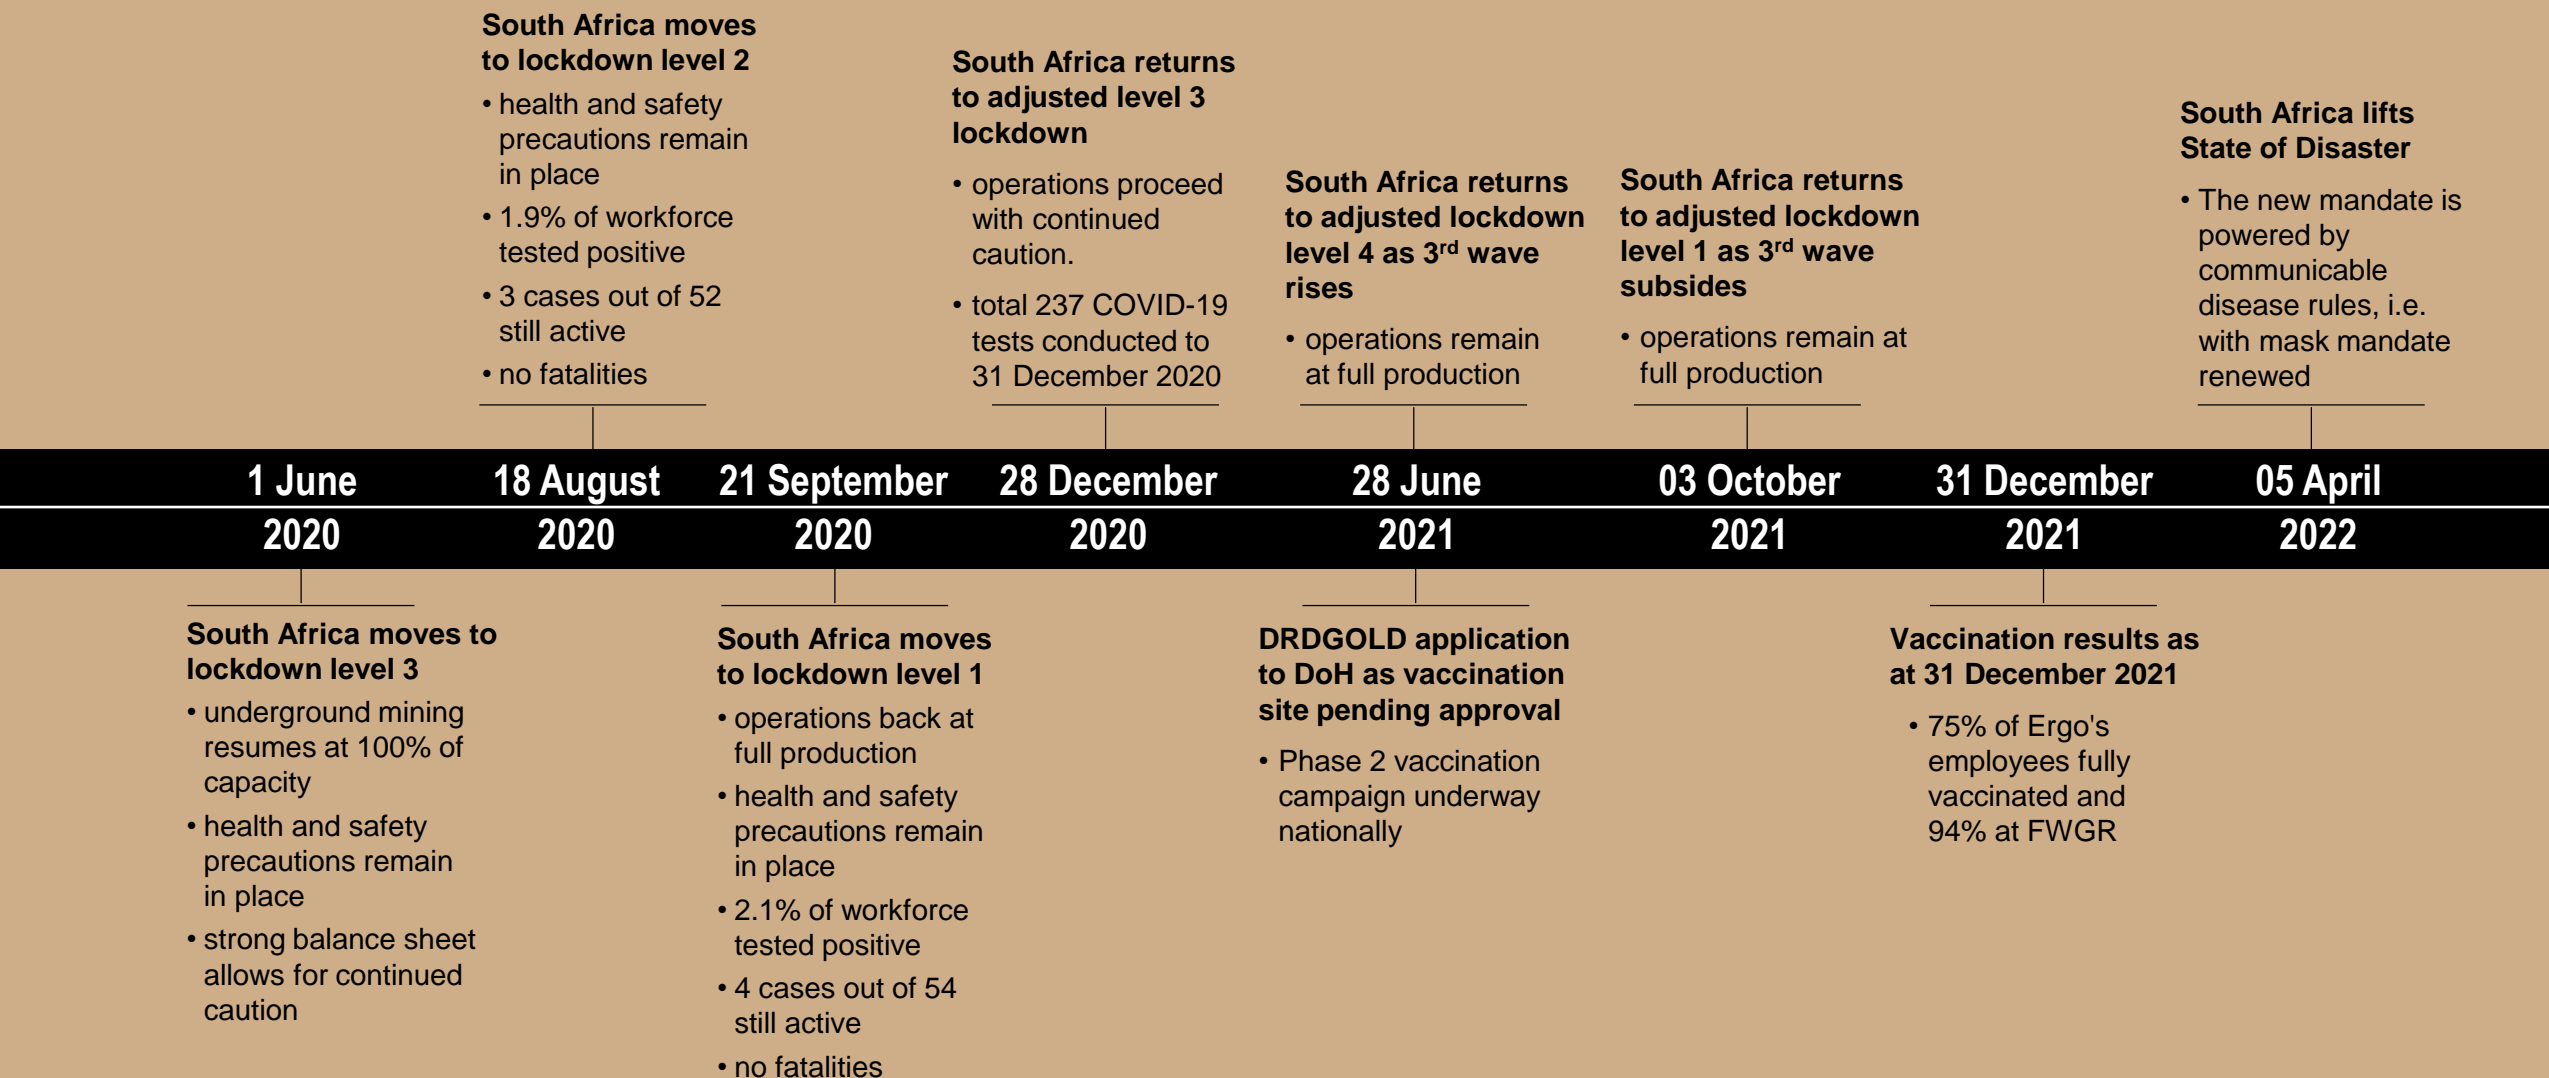 South Africa moves
to lockdown level 2
• health and safety
precautions remain
in place
• 1.9% of workforce
tested positive
• 3 cases out of 52
still active
• no fatalities
South Africa returns
to adjusted level 3
lockdown
• operations proceed
with continued
caution.
• total 237 COVID-19
tests conducted to
31 December 2020
South Africa returns
to adjusted lockdown
level 4 as 3rd wave
rises
• operations remain
at full production
South Africa returns
to adjusted lockdown
level 1 as 3rd wave
subsides
• operations remain at
full production
South Africa lifts
State of Disaster
• The new mandate is
powered by
communicable
disease rules, i.e.
with mask mandate
renewed
1 June 18 August 21 September 28 December 28 June 03 October 31 December 05 April
2020 2020 2020 2020 2021 2021 2021 2022
South Africa moves to
lockdown level 3
• underground mining
resumes at 100% of
capacity
• health and safety
precautions remain
in place
• strong balance sheet
allows for continued
caution
South Africa moves
to lockdown level 1
• operations back at
full production
• health and safety
precautions remain
in place
• 2.1% of workforce
tested positive
• 4 cases out of 54
still active
• no fatalities
DRDGOLD application
to DoH as vaccination
site pending approval
• Phase 2 vaccination
campaign underway
nationally
Vaccination results as
at 31 December 2021
• 75% of Ergo's
employees fully
vaccinated and
94% at FWGR